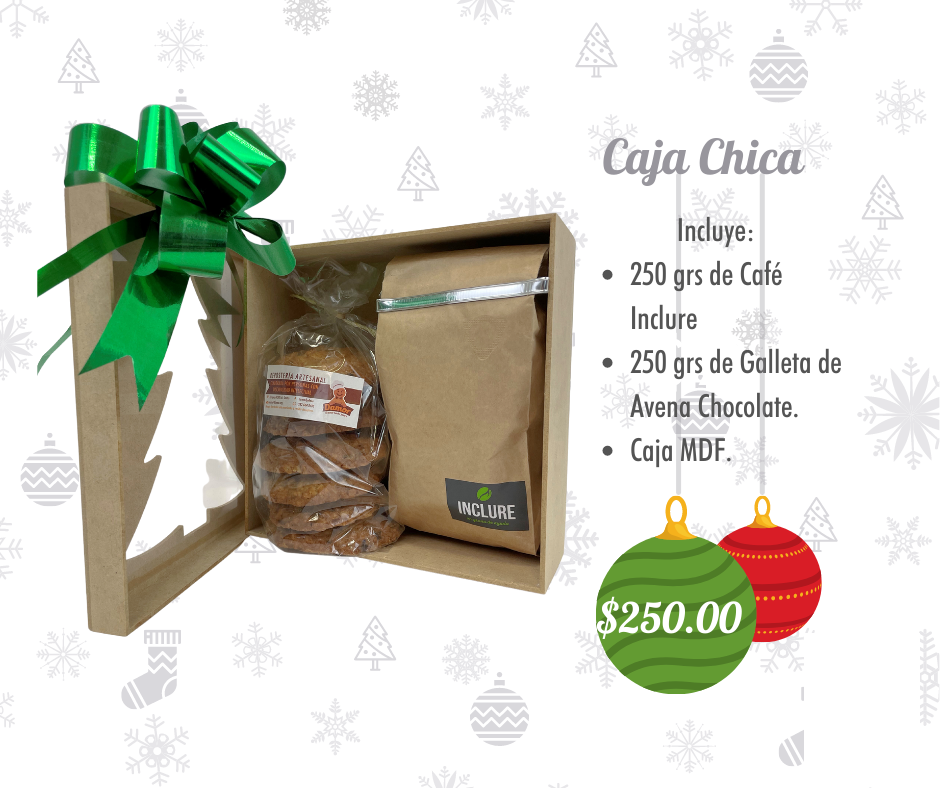 Caja Chica
Incluye:
• 250 grs de Café
Inclure
• 250 grs de Galleta de
Avena Chocolate.
• Caja MDF.
REPOSTERÍA ARTESANAL
INCLURE
$250.00